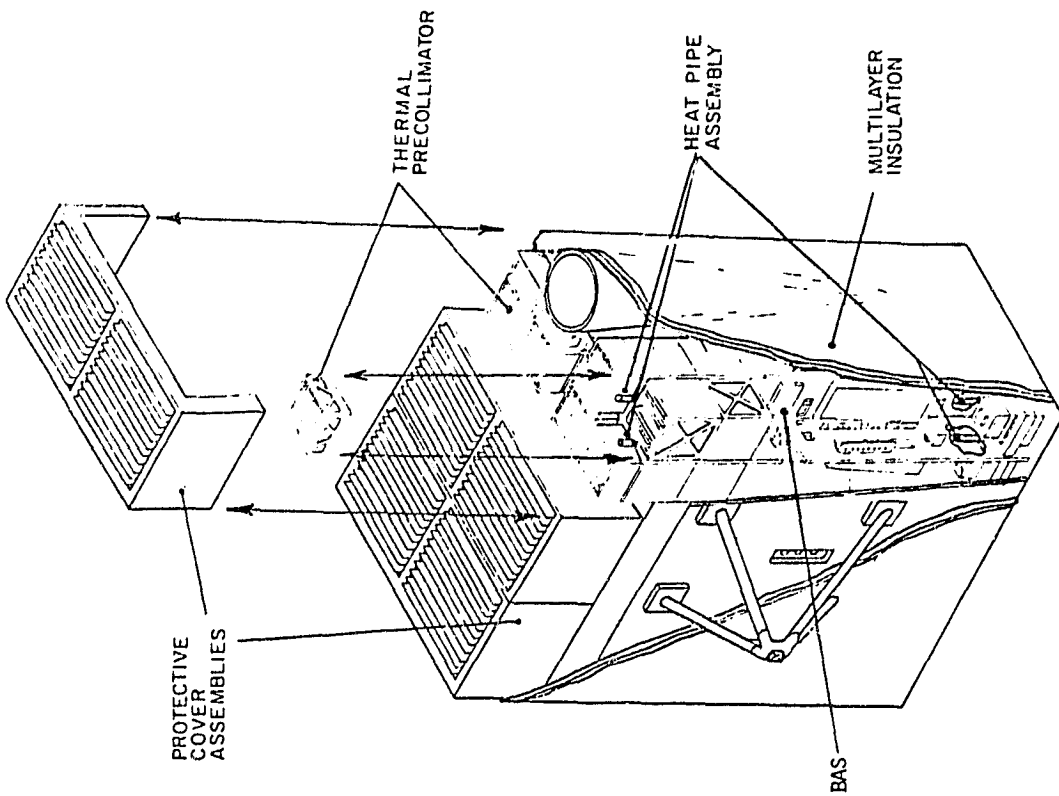 PROTECTIVE
COVER
ASSEMBLIES
THERMAL
PRECOLLIMATOR
HEAT PIPE
ASSEMBLY
MULTILAYER
INSULATION
BAS